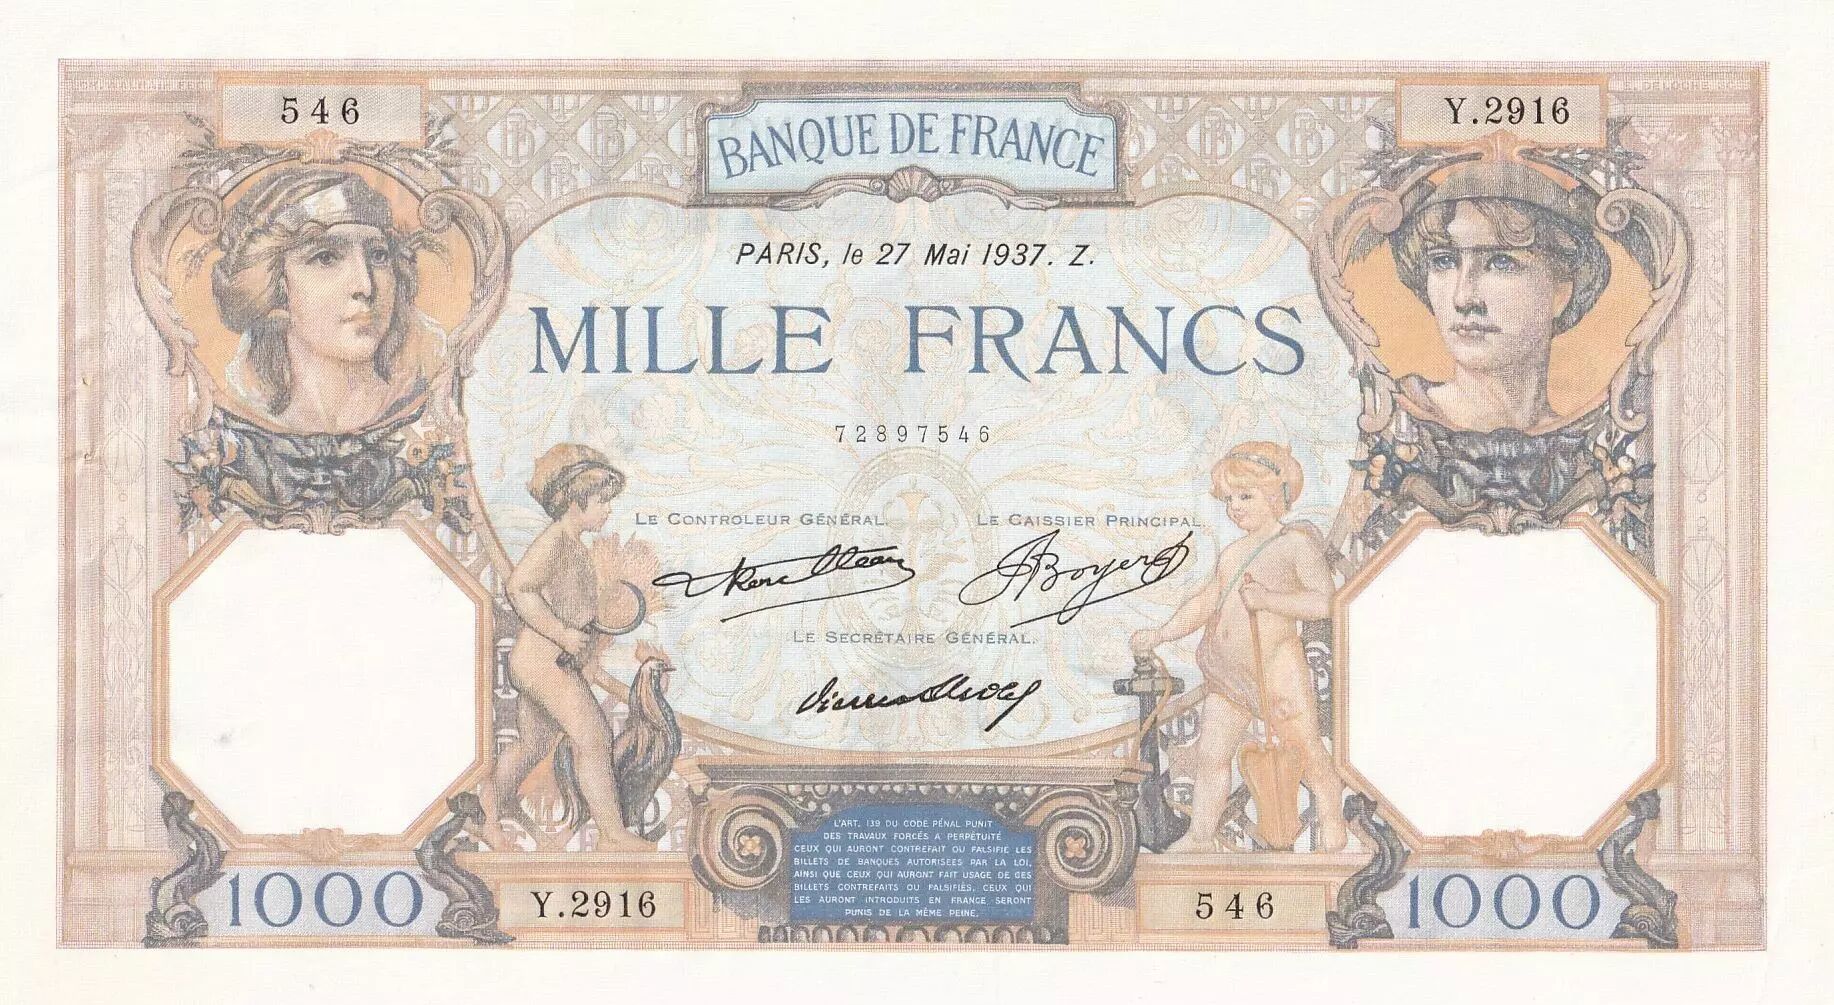 546
Y.2916
BANQUE DE FRANCE
PARIS, le 27 Mai 1937. Z.
MILLE FRANCS
72897546
LE CONTROLEUR GÉNÉRAL.
LE CAISSIER PRINCIPAL.
Boyer
LE SECRÉTAIRE GÉNÉRAL.
L'ART. 139 DU CODE PÉNAL PUNIT
DES TRAVAUX FORCÉS A PERPÉTUITÉ
CEUX QUI AURONT CONTREFAIT OU FALSIFIÉ LES
BILLETS DE BANQUES AUTORISÉES PAR LA LOI,
AINSI QUE CEUX QUI AURONT FAIT USAGE DE CES
BILLETS CONTREFAITS OU FALSIFIÉS. CEUX QUI
LES AURONT INTRODUITS EN FRANCE SERONT
PUNIS DE LA MÊME PEINE.
1000
Y.2916
546
1000